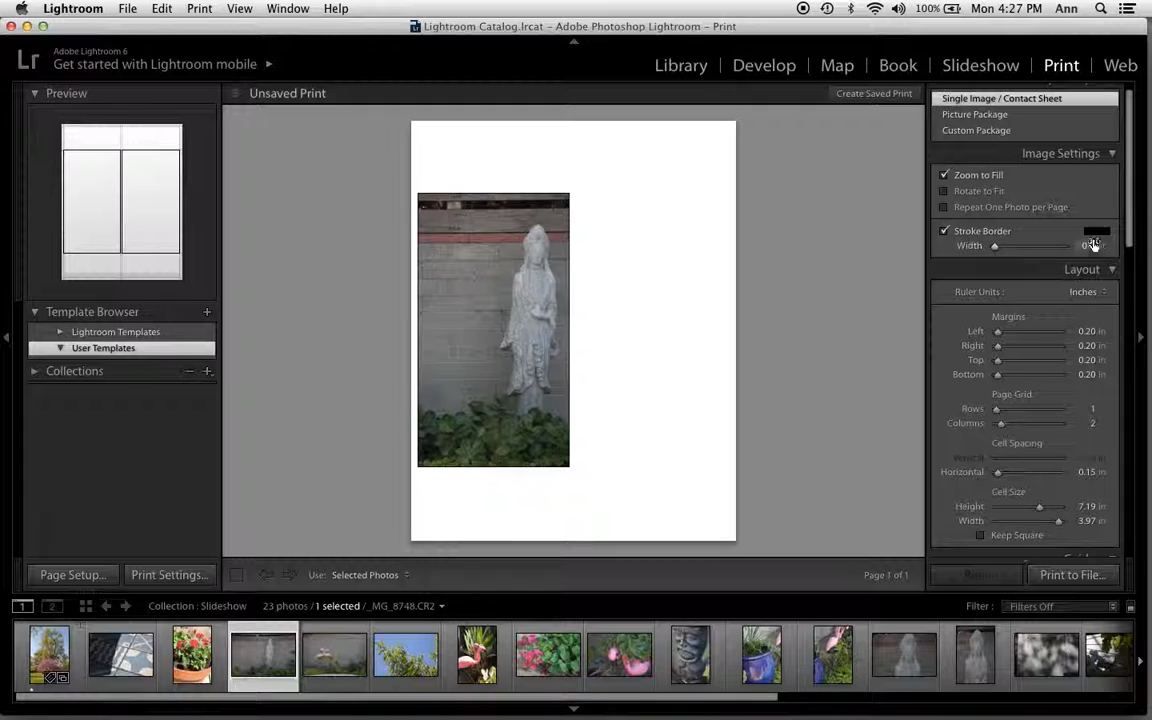 Lightroom File Edit Print View Window Help 100% Mon 4:27 PM Ann
Lightroom Catalog.lrcat – Adobe Photoshop Lightroom – Print
Lr Adobe Lightroom 6
Get started with Lightroom mobile
Library | Develop | Map | Book | Slideshow | Print | Web
Preview
Unsaved Print
Create Saved Print
Single Image / Contact Sheet
Picture Package
Custom Package
Image Settings
Zoom to Fill
Rotate to Fit
Repeat One Photo per Page
Stroke Border
Width
Layout
Ruler Units : Inches
Margins
Left 0.20 in
Right 0.20 in
Top 0.20 in
Bottom 0.20 in
Page Grid
Rows 1
Columns 2
Cell Spacing
Vertical
Horizontal 0.15 in
Cell Size
Height 7.19 in
Width 3.97 in
Keep Square
Template Browser
Lightroom Templates
User Templates
Collections
Page Setup... Print Settings...
Use: Selected Photos
Page 1 of 1
Print to File...
1 2 Collection : Slideshow 23 photos / 1 selected / _MG_8748.CR2
Filter : Filters Off